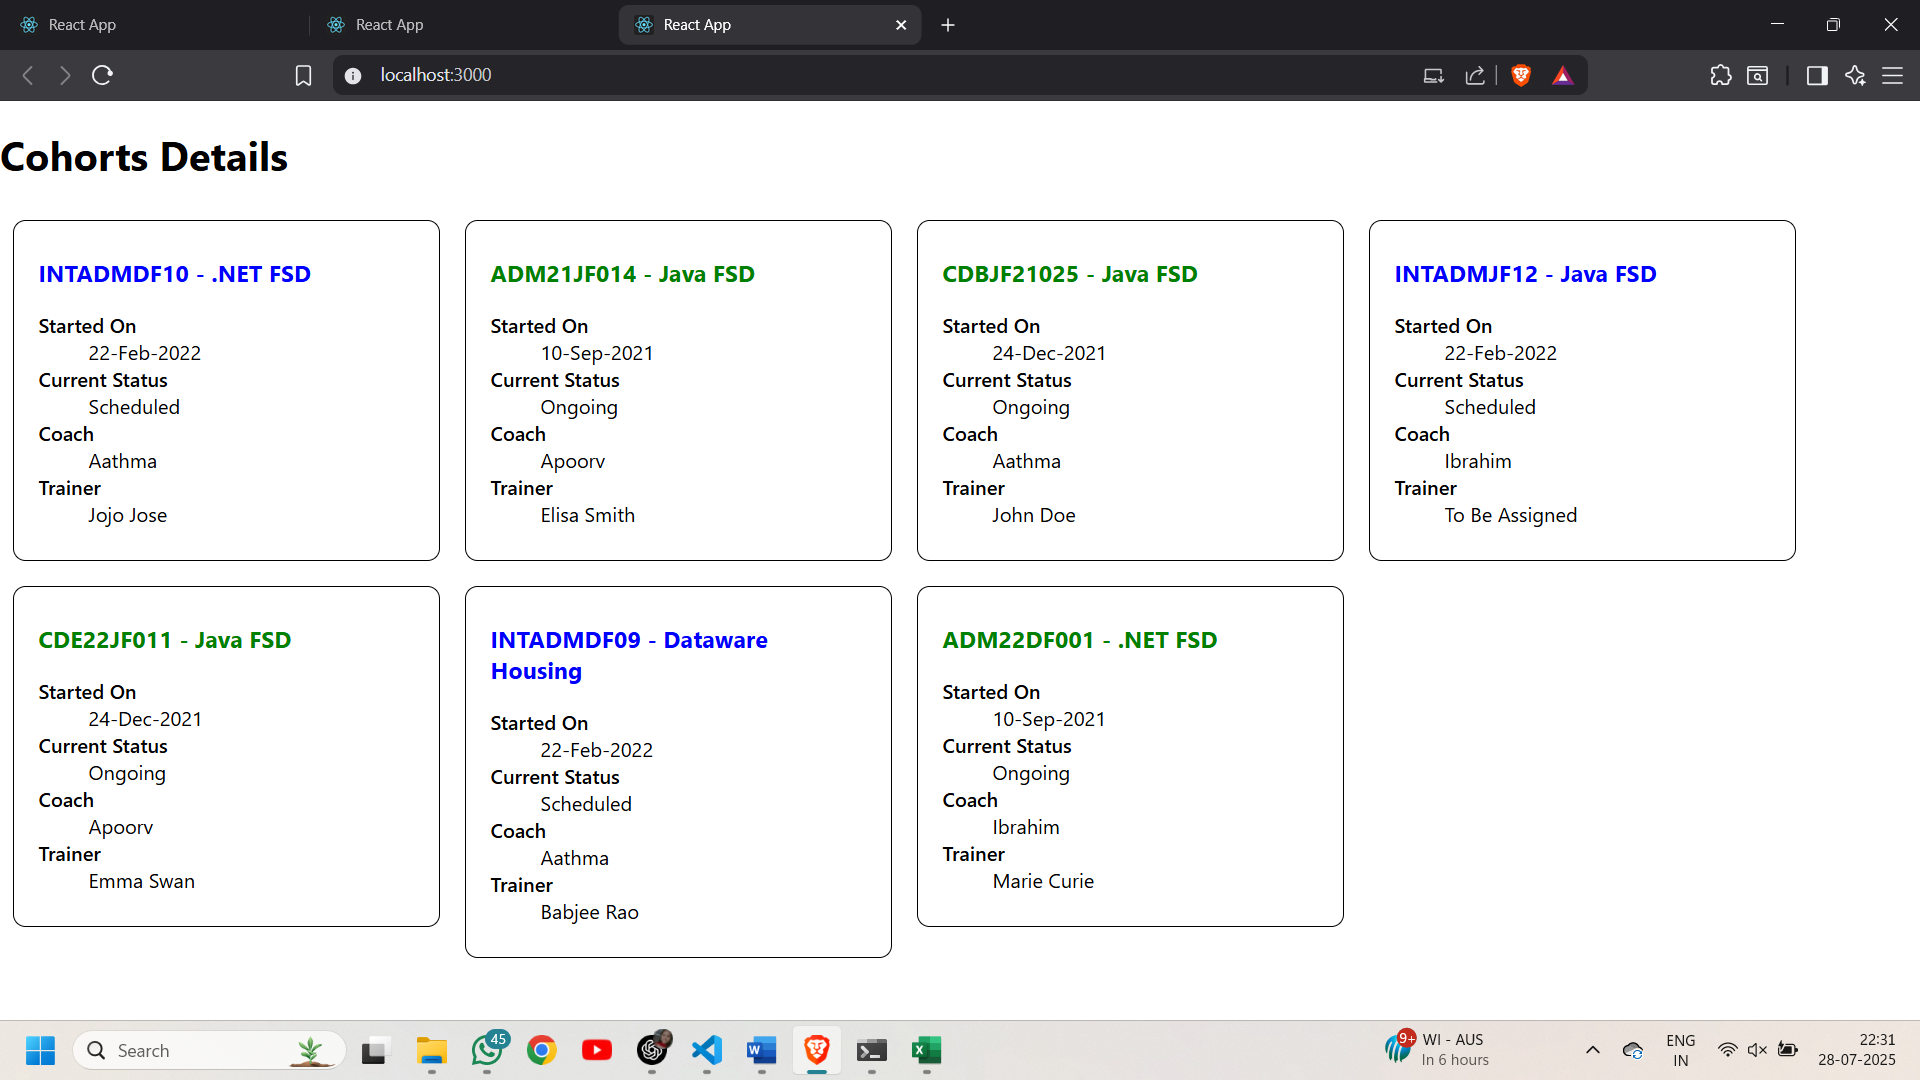 React App
React App
React App
localhost:3000
Cohorts Details
INTADMDF10 - .NET FSD
Started On
22-Feb-2022
Current Status
Scheduled
Coach
Aathma
Trainer
Jojo Jose
ADM21JF014 - Java FSD
Started On
10-Sep-2021
Current Status
Ongoing
Coach
Apoorv
Trainer
Elisa Smith
CDBJF21025 - Java FSD
Started On
24-Dec-2021
Current Status
Ongoing
Coach
Aathma
Trainer
John Doe
INTADMJF12 - Java FSD
Started On
22-Feb-2022
Current Status
Scheduled
Coach
Ibrahim
Trainer
To Be Assigned
CDE22JF011 - Java FSD
Started On
24-Dec-2021
Current Status
Ongoing
Coach
Apoorv
Trainer
Emma Swan
INTADMDF09 - Dataware
Housing
Started On
22-Feb-2022
Current Status
Scheduled
Coach
Aathma
Trainer
Babjee Rao
ADM22DF001 - .NET FSD
Started On
10-Sep-2021
Current Status
Ongoing
Coach
Ibrahim
Trainer
Marie Curie
Search
45
9+
WI - AUS
In 6 hours
ENG
IN
22:31
28-07-2025